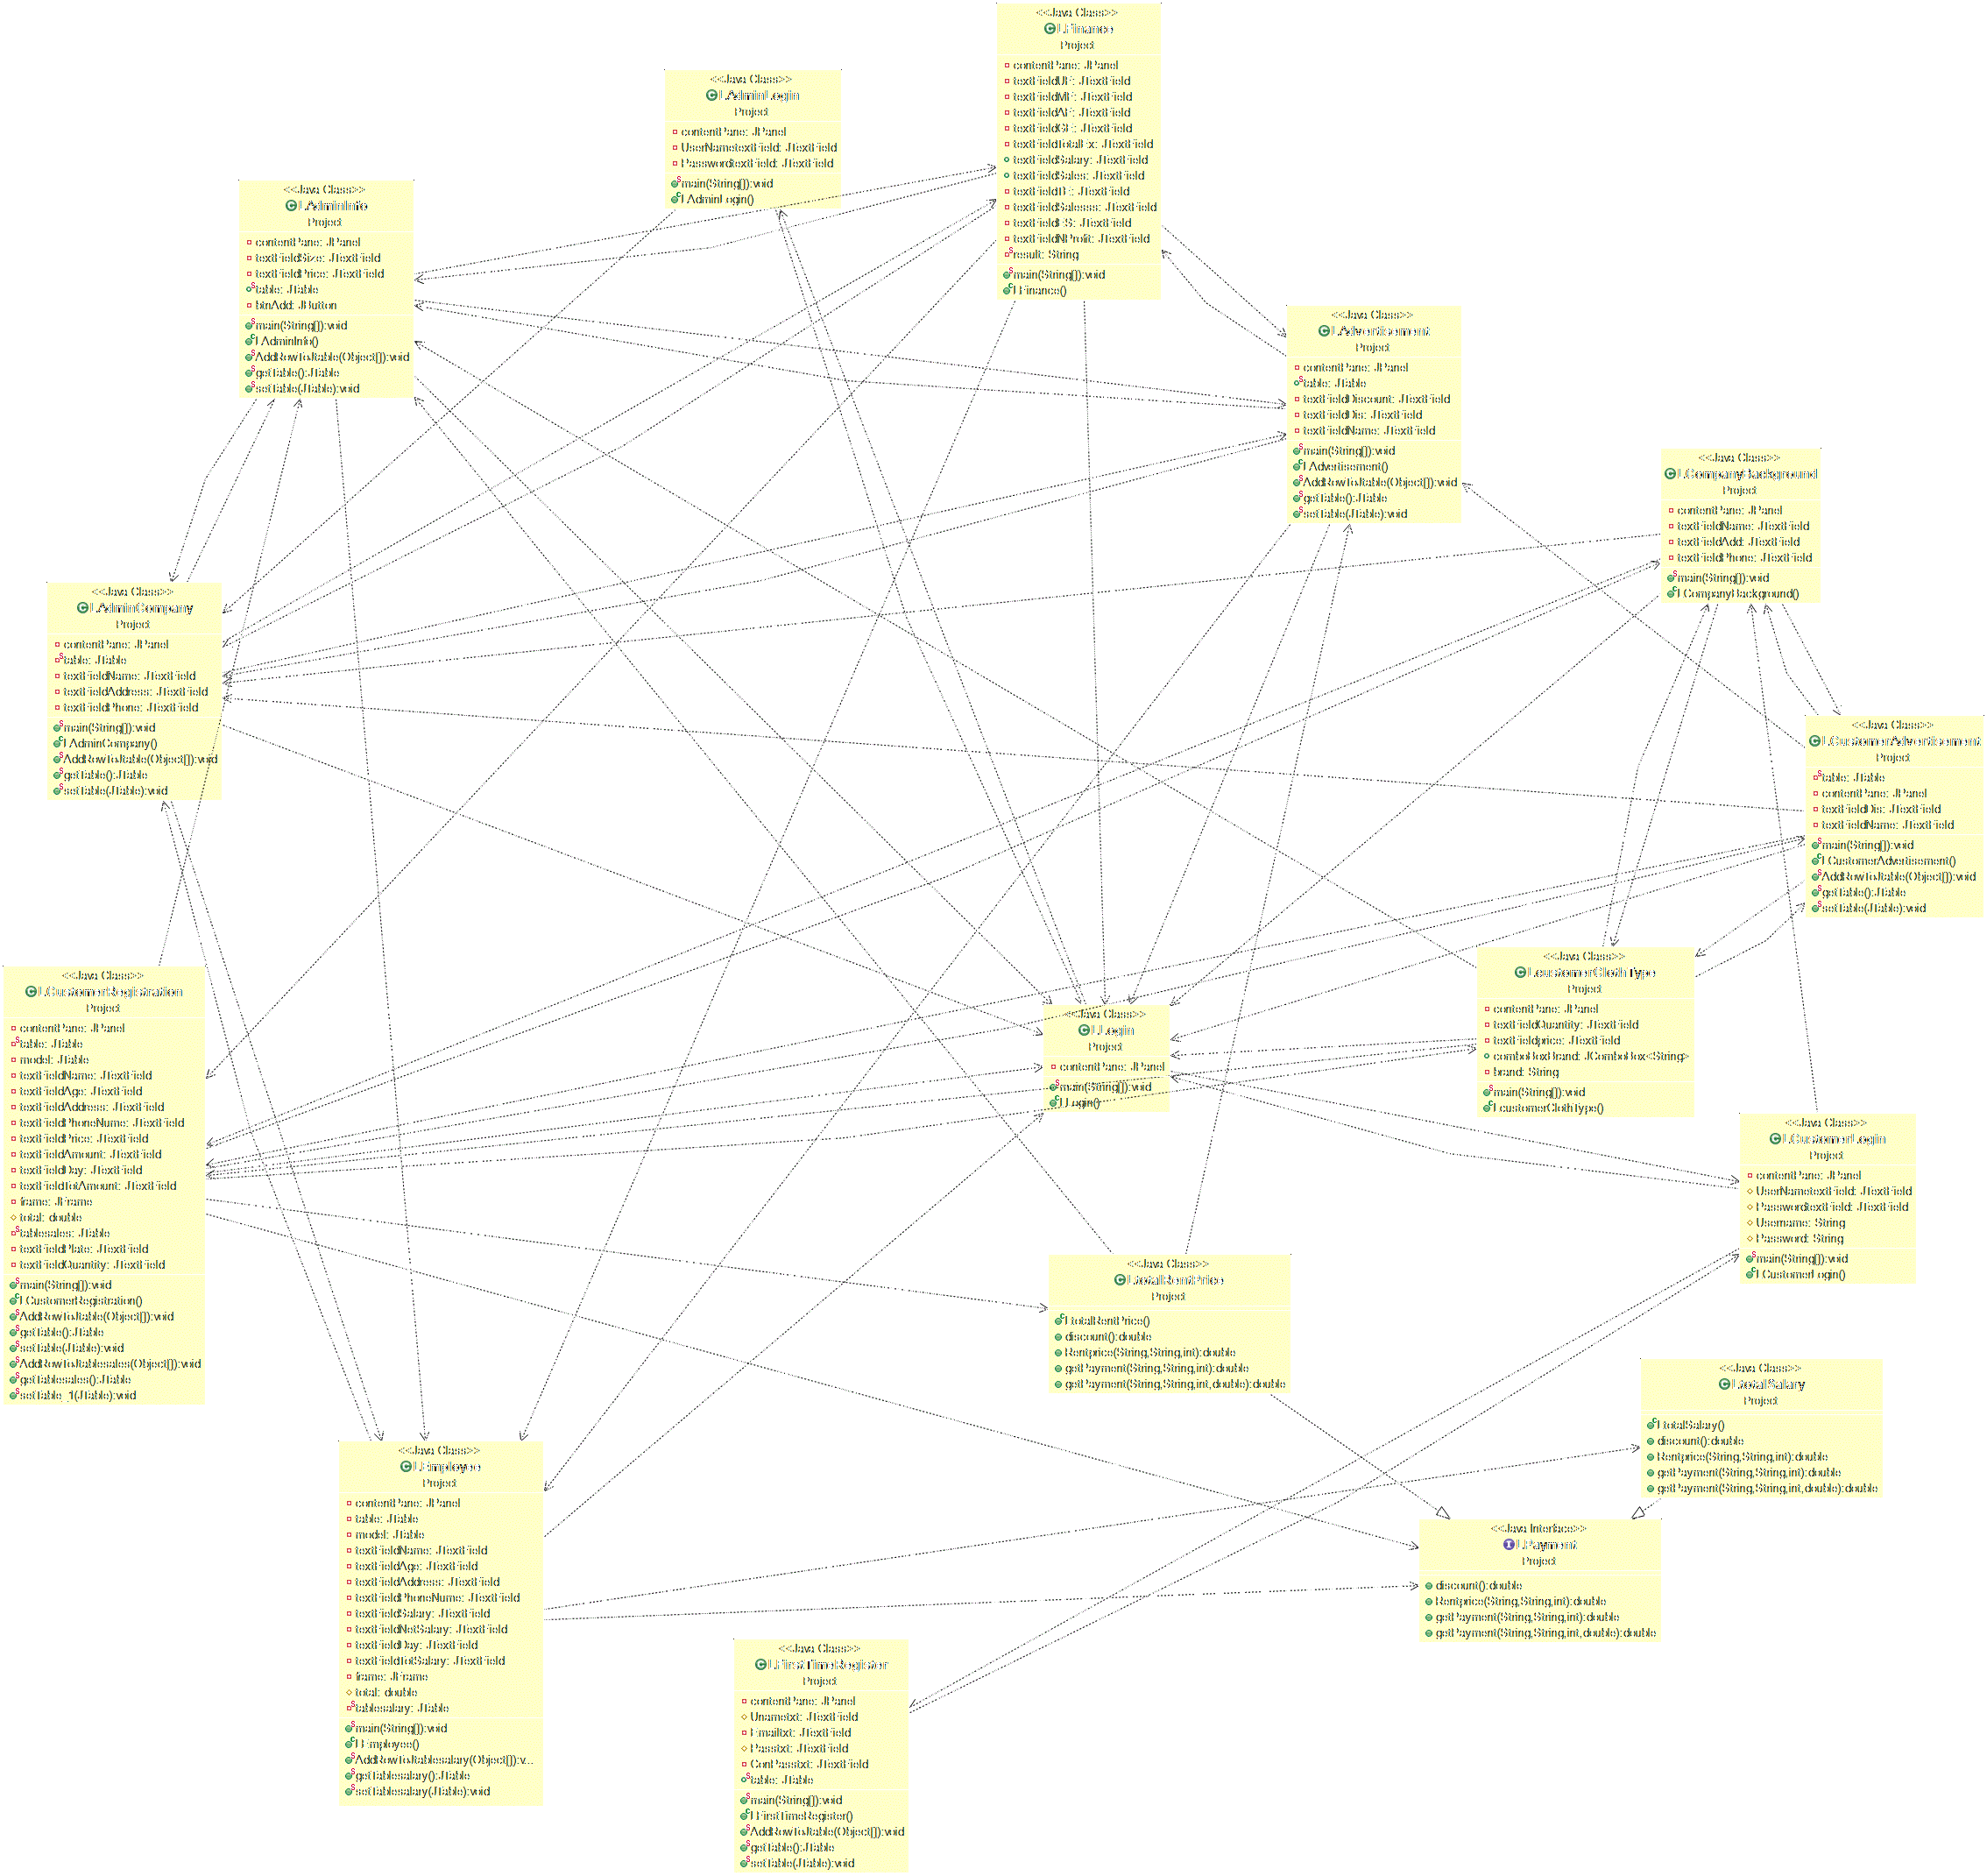 <<Java Class>>
LFinance
Project
contentPane: JPanel
textFieldUF: JTextField
textFieldMF: JTextField
textFieldAF: JTextField
textFieldGE: JTextField
textFieldTotalEx: JTextField
textFieldSalary: JTextField
textFieldSales: JTextField
textFieldTE: JTextField
textFieldSalesss: JTextField
textFieldES: JTextField
textFieldNProfit: JTextField
result: String
main(String[]):void
LFinance()
<<Java Class>>
LAdminLogin
Project
contentPane: JPanel
UserNametextField: JTextField
PasswordtextField: JTextField
main(String[]):void
LAdminLogin()
<<Java Class>>
LAdminInfo
Project
contentPane: JPanel
textFieldSize: JTextField
textFieldPrice: JTextField
table: JTable
btnAdd: JButton
main(String[]):void
LAdminInfo()
AddRowToJtable(Object[]):void
getTable():JTable
setTable(JTable):void
<<Java Class>>
LAdvertisement
Project
contentPane: JPanel
table: JTable
textFieldDiscount: JTextField
textFieldDis: JTextField
textFieldName: JTextField
main(String[]):void
LAdvertisement()
AddRowToJtable(Object[]):void
getTable():JTable
setTable(JTable):void
<<Java Class>>
LCompanyBackground
Project
contentPane: JPanel
textFieldName: JTextField
textFieldAdd: JTextField
textFieldPhone: JTextField
main(String[]):void
LCompanyBackground()
<<Java Class>>
LAdminCompany
Project
contentPane: JPanel
table: JTable
textFieldName: JTextField
textFieldAddress: JTextField
textFieldPhone: JTextField
main(String[]):void
LAdminCompany()
AddRowToJtable(Object[]):void
getTable():JTable
setTable(JTable):void
<<Java Class>>
LCustomerAdvertisement
Project
table: JTable
contentPane: JPanel
textFieldDis: JTextField
textFieldName: JTextField
main(String[]):void
LCustomerAdvertisement()
AddRowToJtable(Object[]):void
getTable():JTable
setTable(JTable):void
<<Java Class>>
LcustomerClothType
Project
contentPane: JPanel
textFieldQuantity: JTextField
textFieldprice: JTextField
comboBoxBrand: JComboBox<String>
brand: String
main(String[]):void
LcustomerClothType()
<<Java Class>>
LCustomerRegistration
Project
contentPane: JPanel
table: JTable
model: JTable
textFieldName: JTextField
textFieldAge: JTextField
textFieldAddress: JTextField
textFieldPhoneNume: JTextField
textFieldPrice: JTextField
textFieldAmount: JTextField
textFieldDay: JTextField
textFieldTotAmount: JTextField
frame: JFrame
total: double
tablesales: JTable
textFieldPlate: JTextField
textFieldQuantity: JTextField
main(String[]):void
LCustomerRegistration()
AddRowToJtable(Object[]):void
getTable():JTable
setTable(JTable):void
AddRowToJtablesales(Object[]):void
getTablesales():JTable
setTable_1(JTable):void
<<Java Class>>
LLogin
Project
contentPane: JPanel
main(String[]):void
LLogin()
<<Java Class>>
LCustomerLogin
Project
contentPane: JPanel
UserNametextField: JTextField
PasswordtextField: JTextField
Username: String
Password: String
main(String[]):void
LCustomerLogin()
<<Java Class>>
LtotalRentPrice
Project
LtotalRentPrice()
discount():double
Rentprice(String,String,int):double
getPayment(String,String,int):double
getPayment(String,String,int,double):double
<<Java Class>>
LtotalSalary
Project
LtotalSalary()
discount():double
Rentprice(String,String,int):double
getPayment(String,String,int):double
getPayment(String,String,int,double):double
<<Java Class>>
LEmployee
Project
contentPane: JPanel
table: JTable
model: JTable
textFieldName: JTextField
textFieldAge: JTextField
textFieldAddress: JTextField
textFieldPhoneNume: JTextField
textFieldSalary: JTextField
textFieldNetSalary: JTextField
textFieldDay: JTextField
textFieldTotSalary: JTextField
frame: JFrame
total: double
tablesalary: JTable
main(String[]):void
LEmployee()
AddRowToJtablesalary(Object[]):v...
getTablesalary():JTable
setTablesalary(JTable):void
<<Java Interface>>
LPayment
Project
discount():double
Rentprice(String,String,int):double
getPayment(String,String,int):double
getPayment(String,String,int,double):double
<<Java Class>>
LFirstTimeRegister
Project
contentPane: JPanel
Unametxt: JTextField
Emailtxt: JTextField
Passtxt: JTextField
ConPasstxt: JTextField
table: JTable
main(String[]):void
LFirstTimeRegister()
AddRowToJtable(Object[]):void
getTable():JTable
setTable(JTable):void